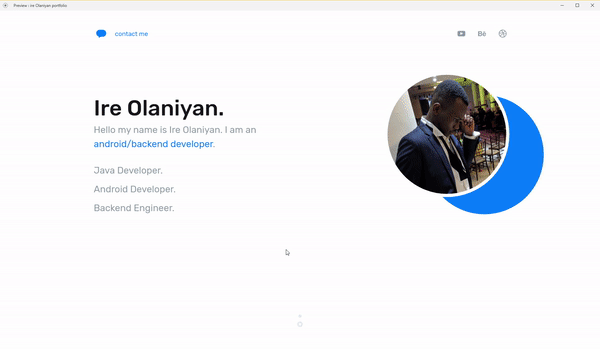 Preview - Ire Olaniyan portfolio
contact me
Bē
Ire Olaniyan.
Hello my name is Ire Olaniyan. I am an
android/backend developer.
Java Developer.
Android Developer.
Backend Engineer.